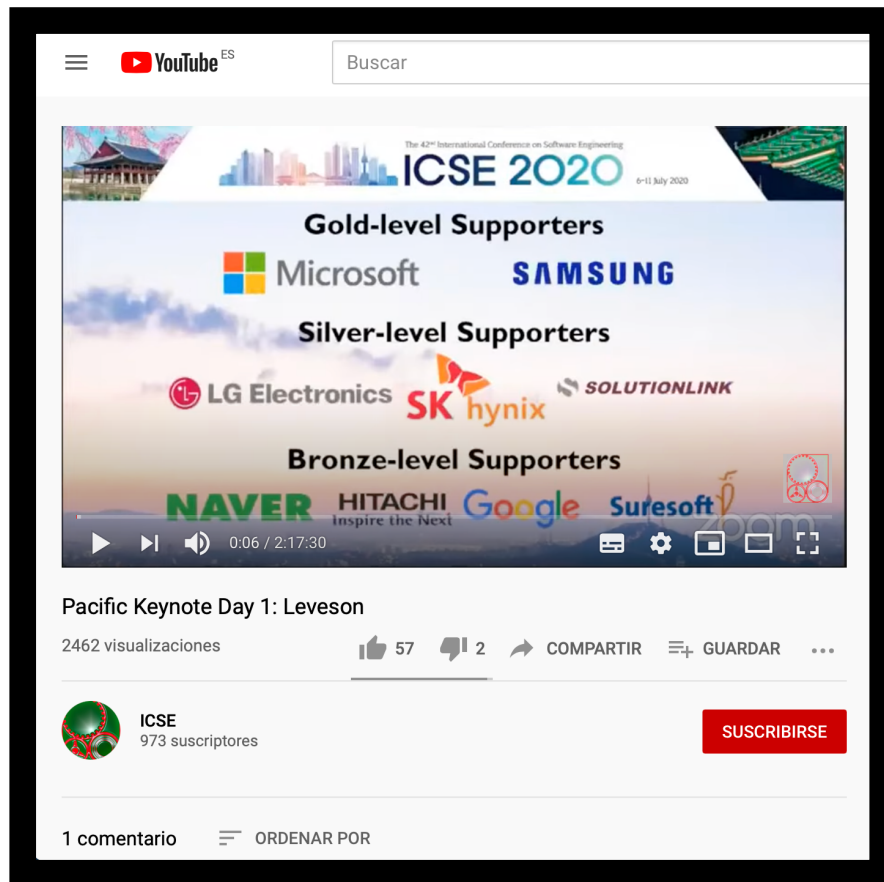 YouTube ES
Buscar
The 42nd International Conference on Software Engineering
ICSE 2020
6-11 July 2020
Gold-level Supporters
Microsoft SAMSUNG
Silver-level Supporters
LG Electronics SK hynix SOLUTIONLINK
Bronze-level Supporters
NAVER HITACHI Google Suresoft
Inspire the Next
zoom
0:06 / 2:17:30
Pacific Keynote Day 1: Leveson
2462 visualizaciones 57 2 COMPARTIR GUARDAR
ICSE
973 suscriptores
SUSCRIBIRSE
1 comentario ORDENAR POR